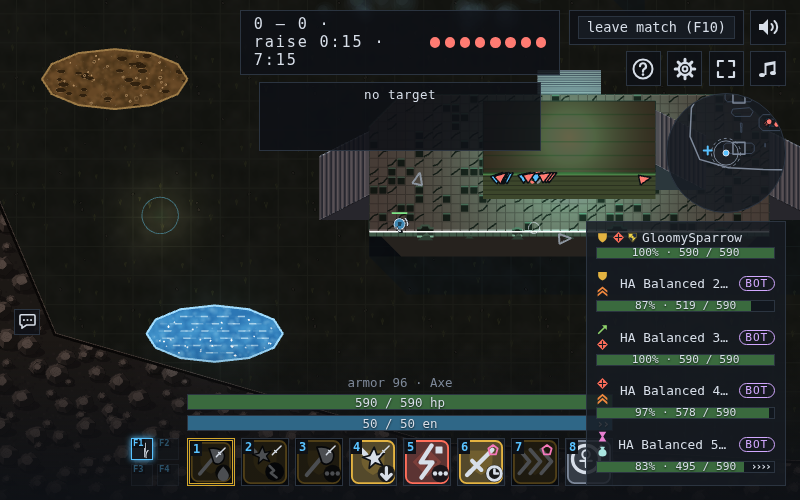 0 – 0 ·
raise 0:15 ·
7:15
leave match (F10)
no target
GloomySparrow
100% · 590 / 590
HA Balanced 2… BOT
87% · 519 / 590
HA Balanced 3… BOT
100% · 590 / 590
HA Balanced 4… BOT
97% · 578 / 590
HA Balanced 5… BOT
83% · 495 / 590
armor 96 · Axe
590 / 590 hp
50 / 50 en
F1 F2
F3 F4
1 2 3 4 5 6 7 8